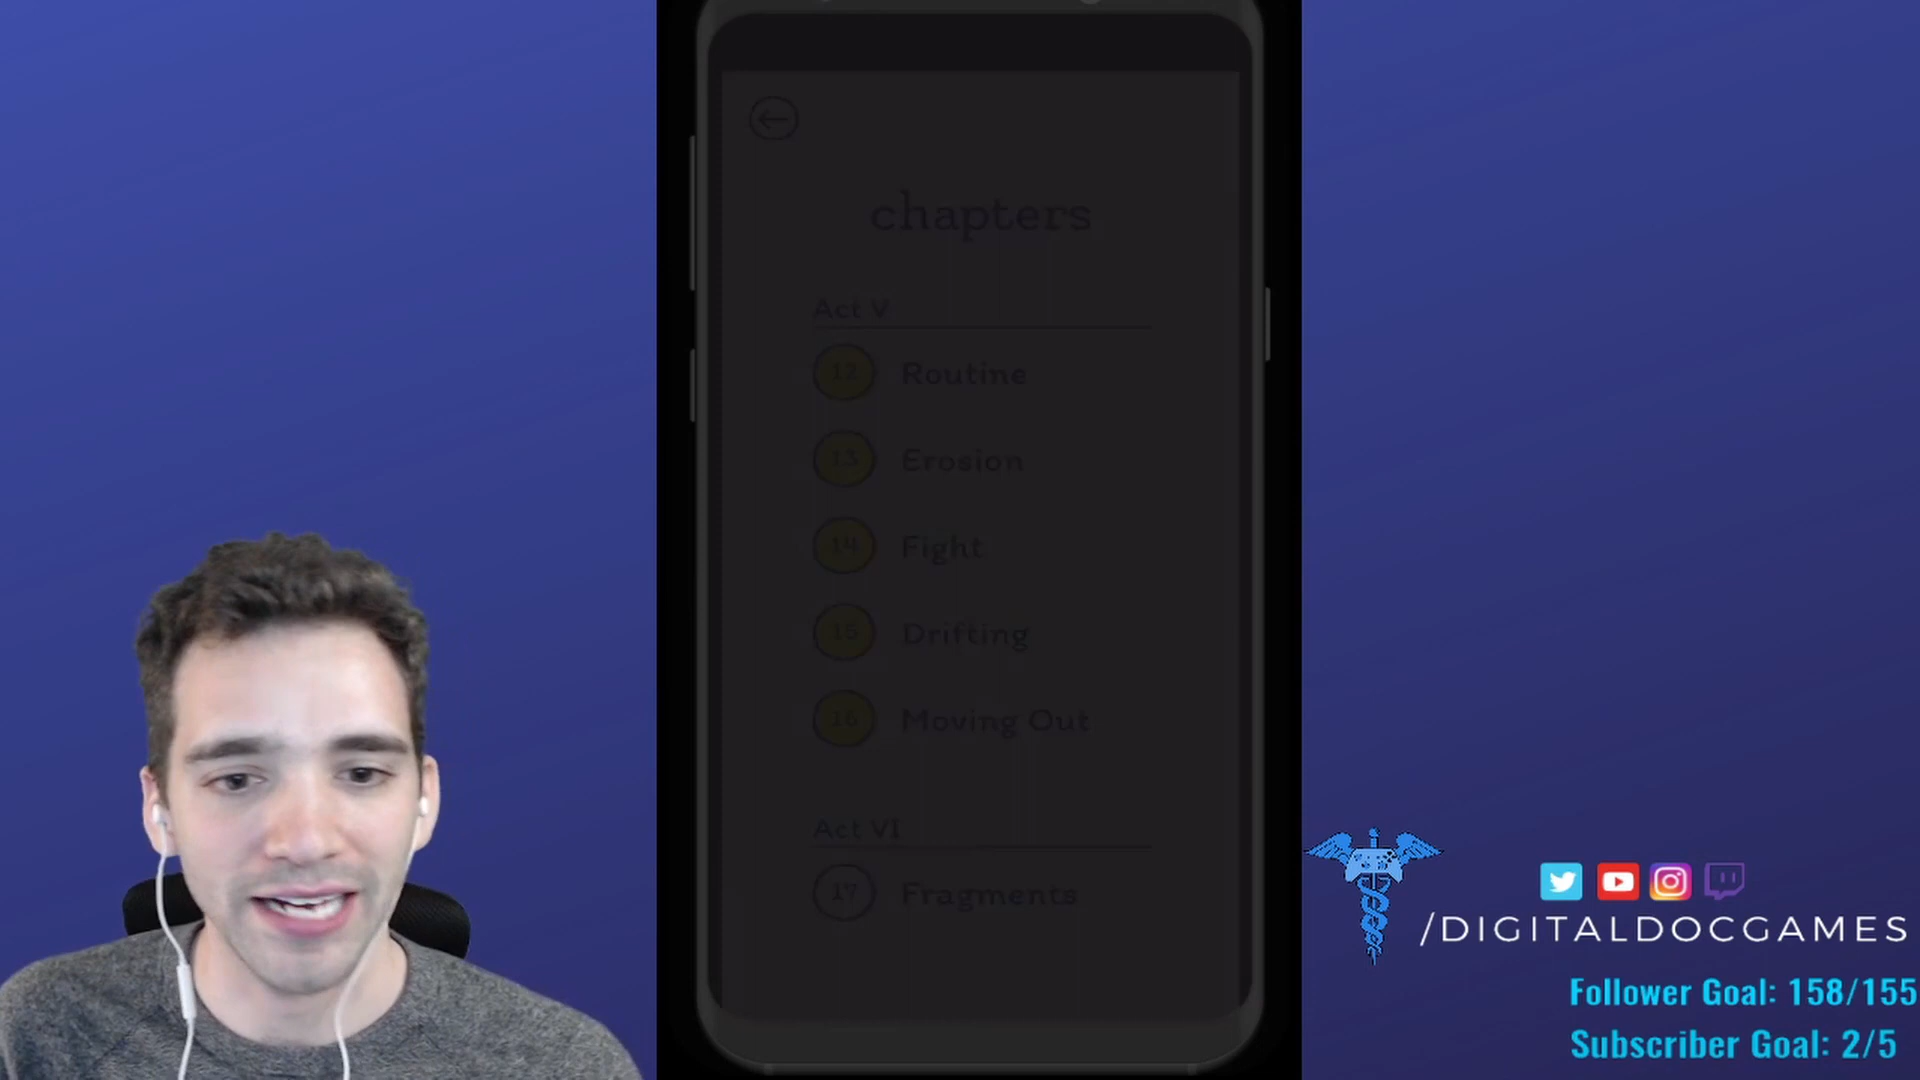 chapters
Act V
12 Routine
13 Erosion
14 Fight
15 Drifting
16 Moving Out
Act VI
17 Fragments
/DIGITALDOCGAMES
Follower Goal: 158/155
Subscriber Goal: 2/5